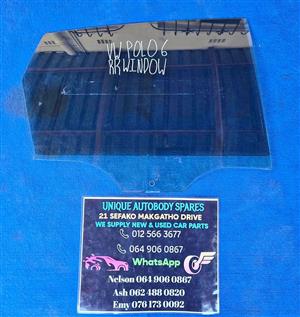 VW POLO 6
RR WINDOW
UNIQUE AUTOBODY SPARES
21 SEFAKO MAKGATHO DRIVE
WE SUPPLY NEW & USED CAR PARTS
012 566 3677
064 906 0867
WhatsApp
Nelson 064 906 0867
Ash 062 488 0820
Emy 076 173 0092